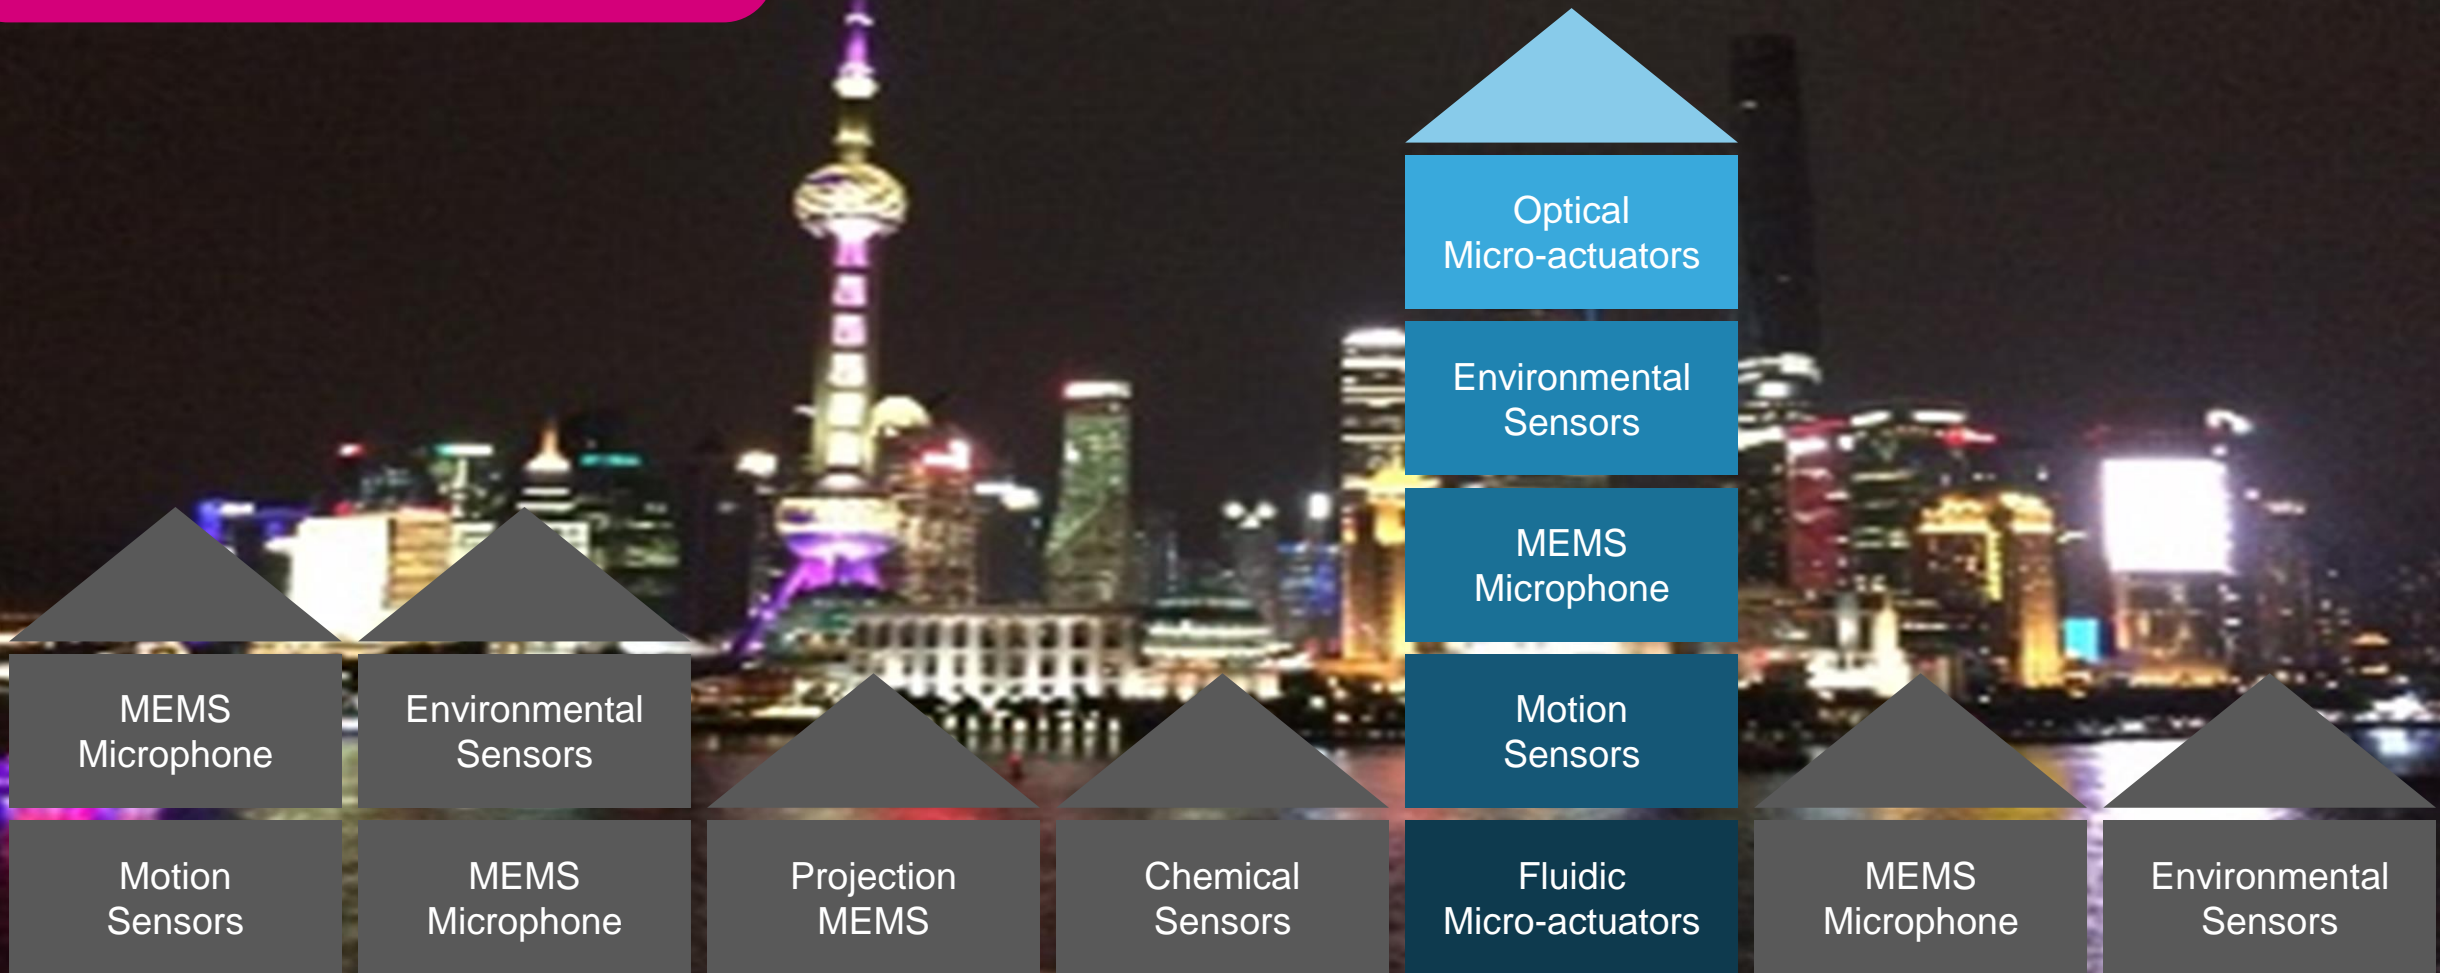 Optical
Micro-actuators
Environmental
Sensors
MEMS
Microphone
MEMS
Microphone
Environmental
Sensors
Motion
Sensors
Motion
Sensors
MEMS
Microphone
Projection
MEMS
Chemical
Sensors
Fluidic
Micro-actuators
MEMS
Microphone
Environmental
Sensors